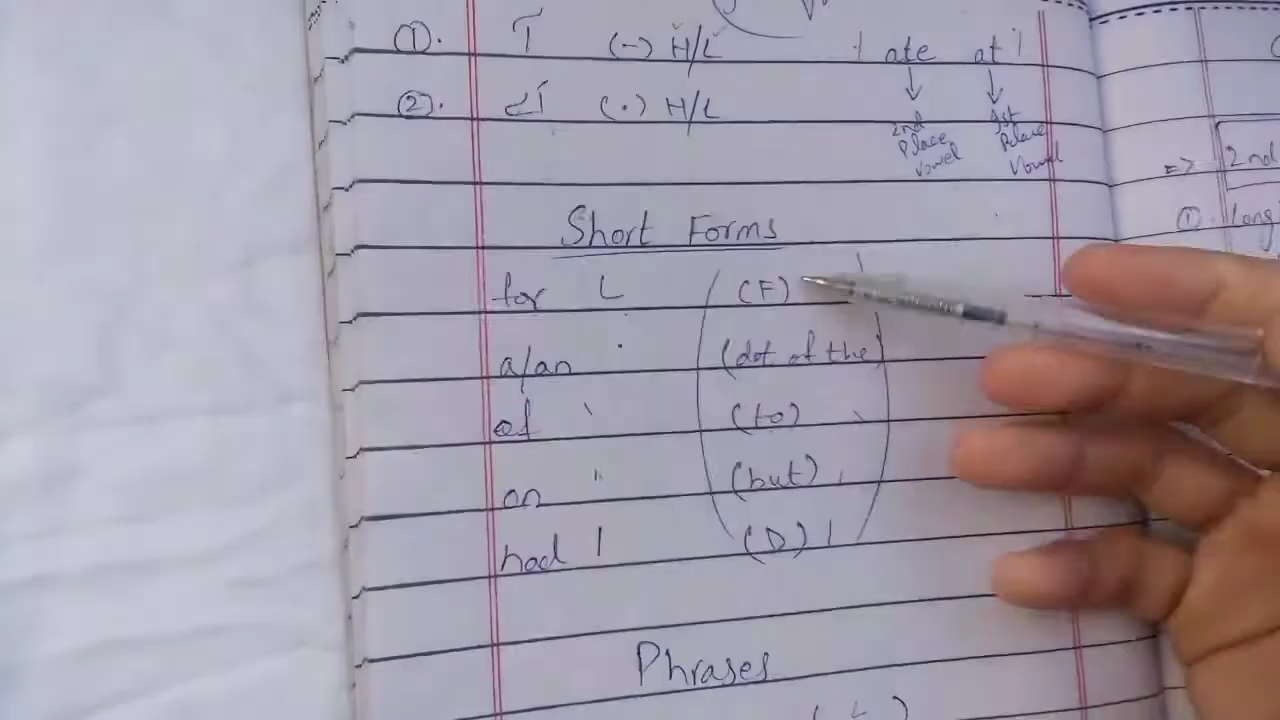 ①. (-) H/L ate at
②. (.) H/L
2nd Place Vowel
1st Place Vowel
=> 2nd
①. long
Short Forms
for (F)
a/an . (dot of the)
of \ (to) \
on ı (but) ,
had | (D) |
Phrases